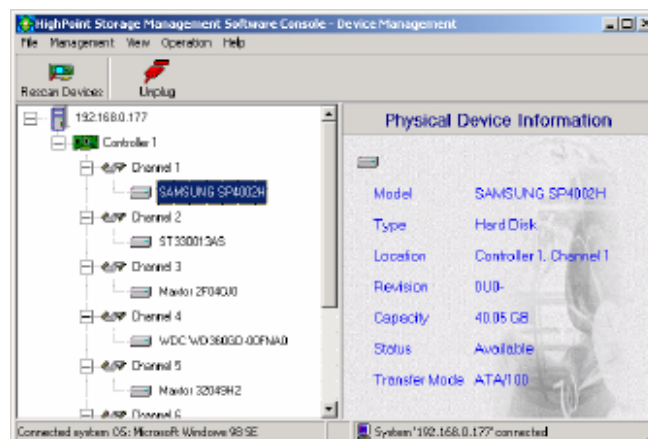 HighPoint Storage Management Software Console - Device Management
File Management View Operation Help
Rescan Devices Unplug
192.168.0.177
Controller 1
Channel 1
SAMSUNG SP4002H
Channel 2
ST330013AS
Channel 3
Maxtor 2F040J0
Channel 4
WDC WD360GD-00FNA0
Channel 5
Maxtor 32049H2
Channel 6
Physical Device Information
Model SAMSUNG SP4002H
Type Hard Disk
Location Controller 1, Channel 1
Revision 0U0-
Capacity 40.05 GB
Status Available
Transfer Mode ATA/100
Connected system OS: Microsoft Windows 98 SE
System '192.168.0.177' connected